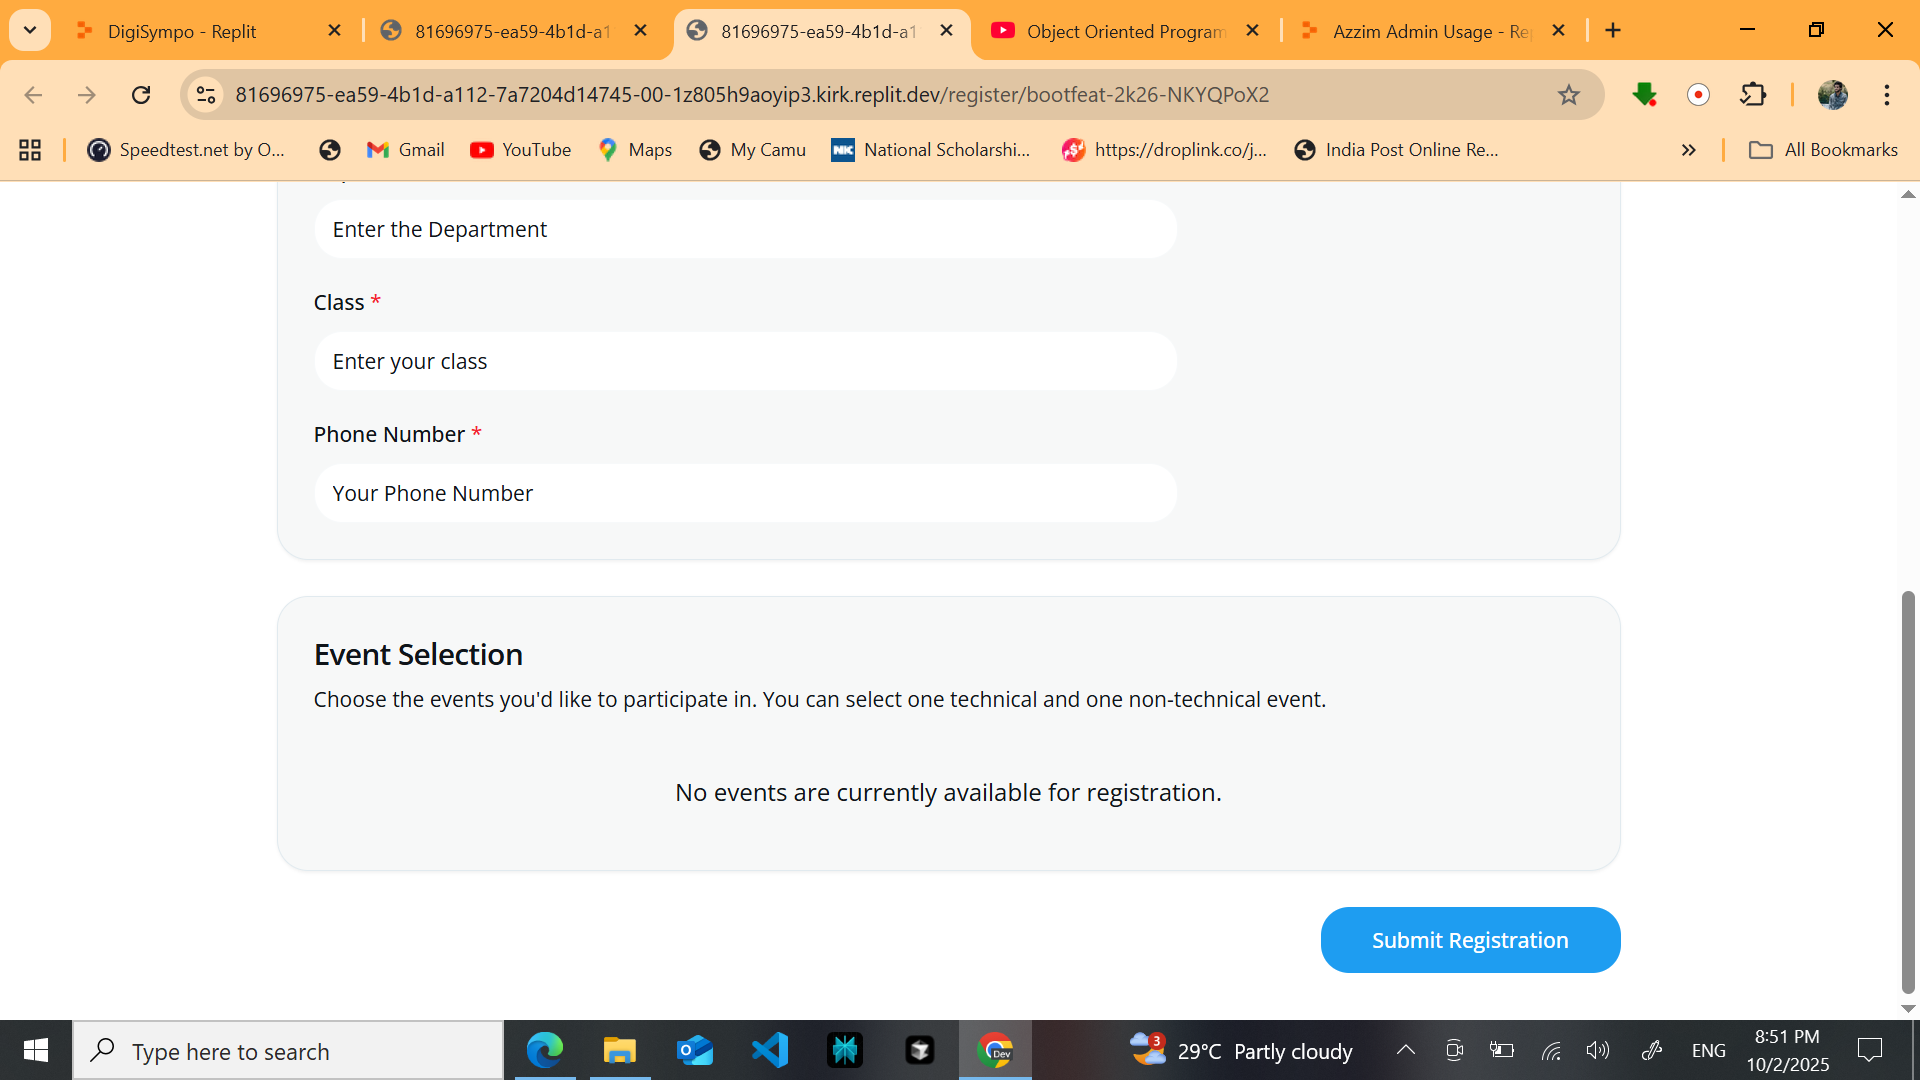 DigiSympo - Replit
81696975-ea59-4b1d-a1
81696975-ea59-4b1d-a1
Object Oriented Program
Azzim Admin Usage - Re
81696975-ea59-4b1d-a112-7a7204d14745-00-1z805h9aoyip3.kirk.replit.dev/register/bootfeat-2k26-NKYQPoX2
Speedtest.net by O...
Gmail
YouTube
Maps
My Camu
NK
National Scholarshi...
https://droplink.co/j...
India Post Online Re...
All Bookmarks
Enter the Department
Class *
Enter your class
Phone Number *
Your Phone Number
Event Selection
Choose the events you'd like to participate in. You can select one technical and one non-technical event.
No events are currently available for registration.
Submit Registration
Type here to search
Dev
3
29°C Partly cloudy
ENG
8:51 PM
10/2/2025